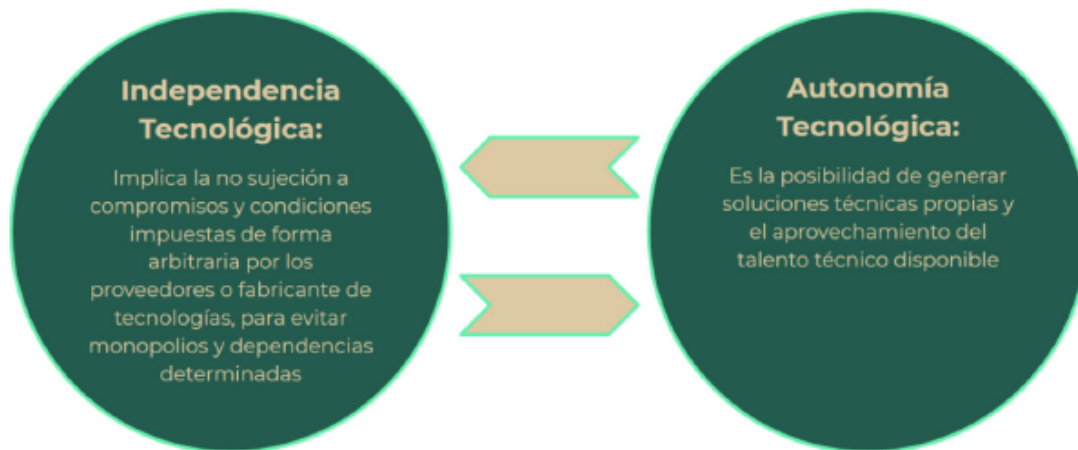 Independencia
Tecnológica:
Implica la no sujeción a
compromisos y condiciones
impuestas de forma
arbitraria por los
proveedores o fabricante de
tecnologías, para evitar
monopolios y dependencias
determinadas
Autonomía
Tecnológica:
Es la posibilidad de generar
soluciones técnicas propias y
el aprovechamiento del
talento técnico disponible